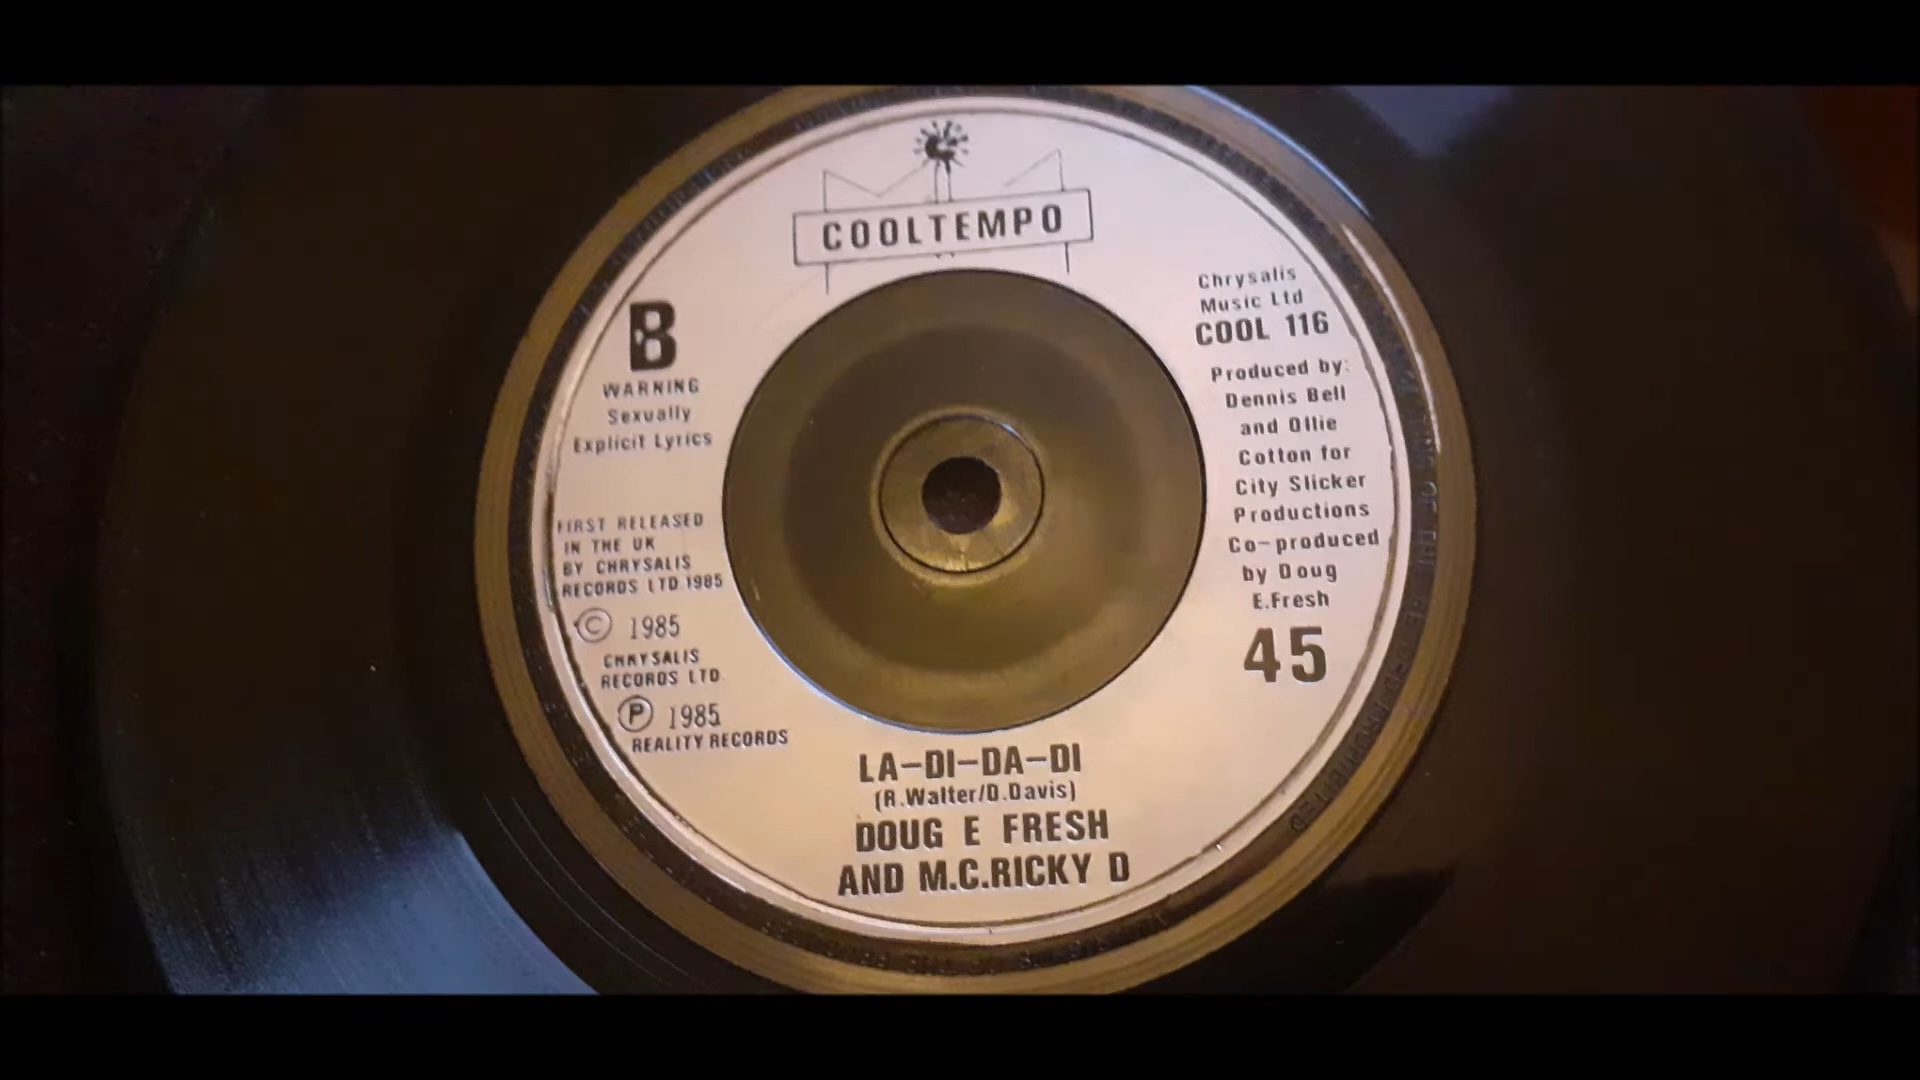 COOLTEMPO
B
WARNING
Sexually
Explicit Lyrics
FIRST RELEASED
IN THE UK
BY CHRYSALIS
RECORDS LTD.1985
© 1985
CHRYSALIS
RECORDS LTD.
Ⓟ 1985
REALITY RECORDS
Chrysalis
Music Ltd
COOL 116
Produced by:
Dennis Bell
and Ollie
Cotton for
City Slicker
Productions
Co-produced
by Doug
E.Fresh
45
LA-DI-DA-DI
(R.Walter/D.Davis)
DOUG E FRESH
AND M.C.RICKY D